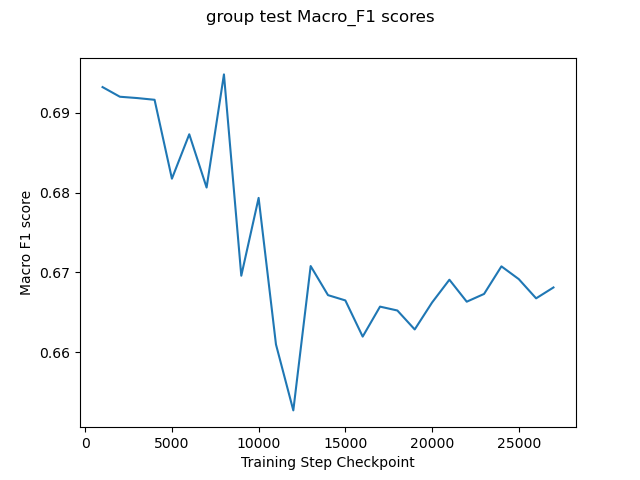 group test Macro_F1 scores
Macro F1 score
0.69
0.68
0.67
0.66
0 5000 10000 15000 20000 25000
Training Step Checkpoint